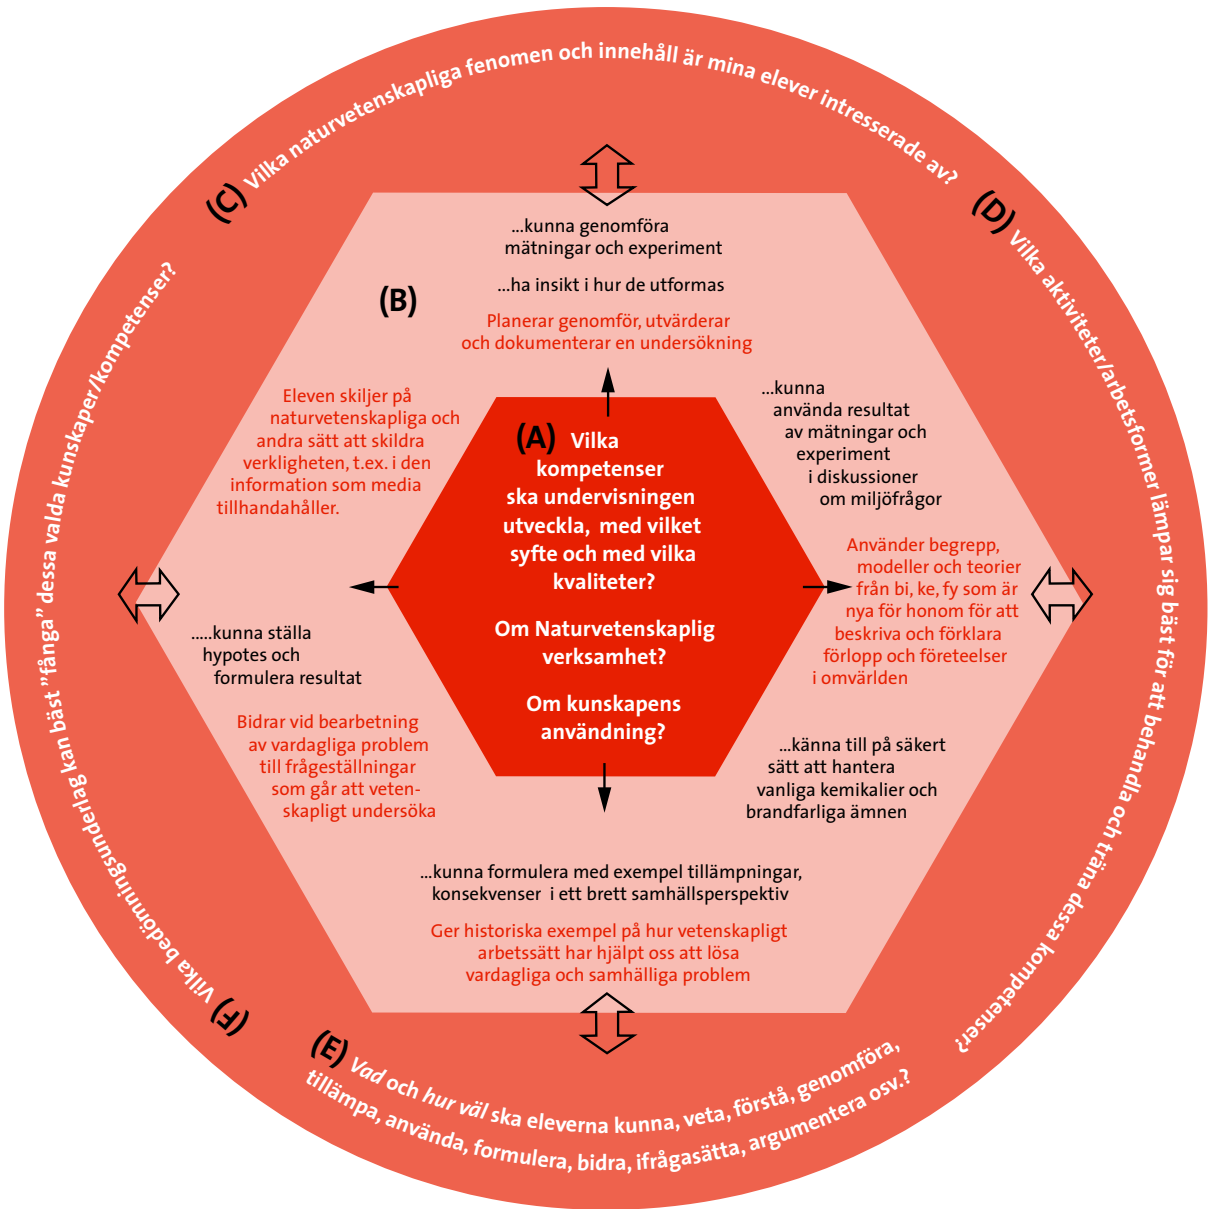 (C) Vilka naturvetenskapliga fenomen och innehåll är mina elever intresserade av?
(D) Vilka aktiviteter/arbetsformer lämpar sig bäst för att behandla och träna dessa kompetenser?
(B)
...kunna genomföra
mätningar och experiment
...ha insikt i hur de utformas
Planerar genomför, utvärderar
och dokumenterar en undersökning
...kunna
använda resultat
av mätningar och
experiment
i diskussioner
om miljöfrågor
Använder begrepp,
modeller och teorier
från bi, ke, fy som är
nya för honom för att
beskriva och förklara
förlopp och företeelser
i omvärlden
...känna till på säkert
sätt att hantera
vanliga kemikalier och
brandfarliga ämnen
...kunna formulera med exempel tillämpningar,
konsekvenser i ett brett samhällsperspektiv
Ger historiska exempel på hur vetenskapligt
arbetssätt har hjälpt oss att lösa
vardagliga och samhälliga problem
Eleven skiljer på
naturvetenskapliga och
andra sätt att skildra
verkligheten, t.ex. i den
information som media
tillhandahåller.
.....kunna ställa
hypotes och
formulera resultat
Bidrar vid bearbetning
av vardagliga problem
till frågeställningar
som går att veten-
skapligt undersöka
(A) Vilka
kompetenser
ska undervisningen
utveckla, med vilket
syfte och med vilka
kvaliteter?
Om Naturvetenskaplig
verksamhet?
Om kunskapens
användning?
(E) Vad och hur väl ska eleverna kunna, veta, förstå, genomföra,
tillämpa, använda, formulera, bidra, ifrågasätta, argumentera osv.?
(F) Vilka bedömningsunderlag kan bäst "fånga" dessa valda kunskaper/kompetenser?